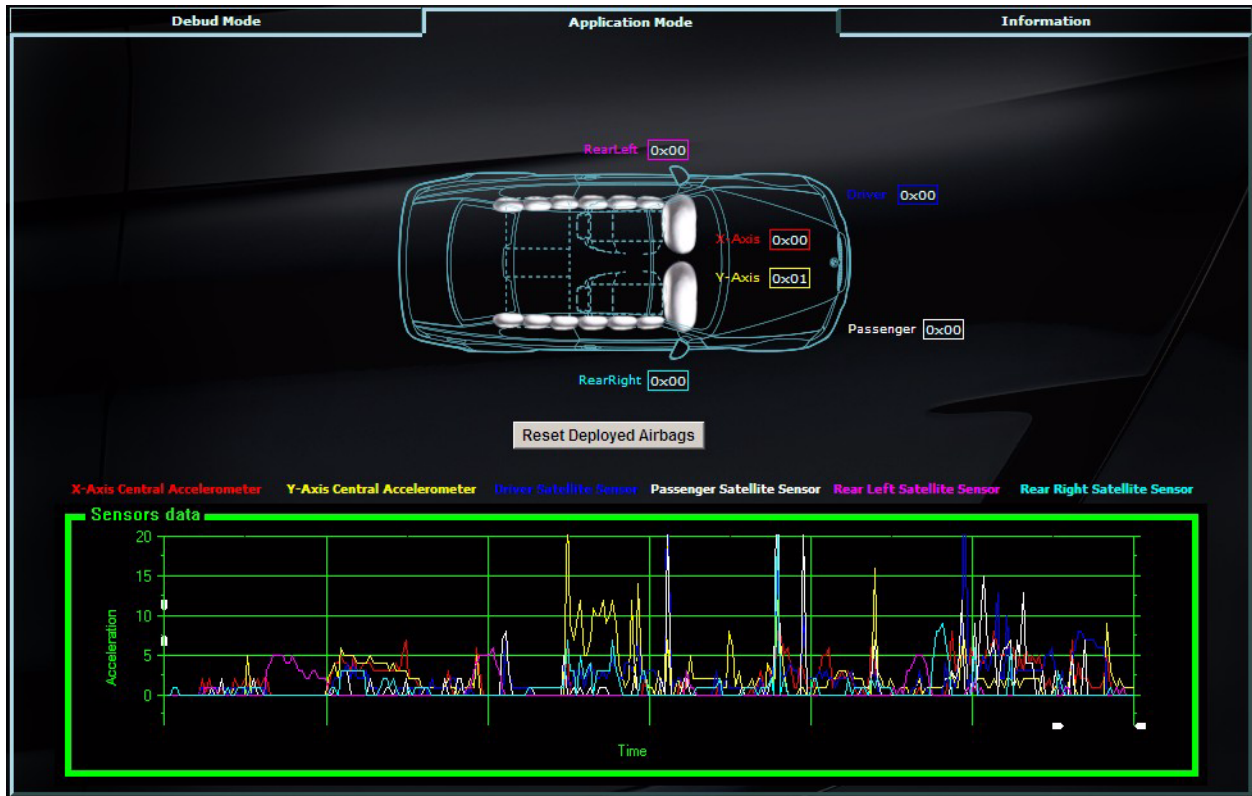 Debud Mode
Application Mode
Information
RearLeft 0x00
Driver 0x00
X-Axis 0x00
Y-Axis 0x01
Passenger 0x00
RearRight 0x00
Reset Deployed Airbags
X-Axis Central Accelerometer Y-Axis Central Accelerometer Driver Satellite Sensor Passenger Satellite Sensor Rear Left Satellite Sensor Rear Right Satellite Sensor
Sensors data
20
15
10
5
0
Acceleration
Time